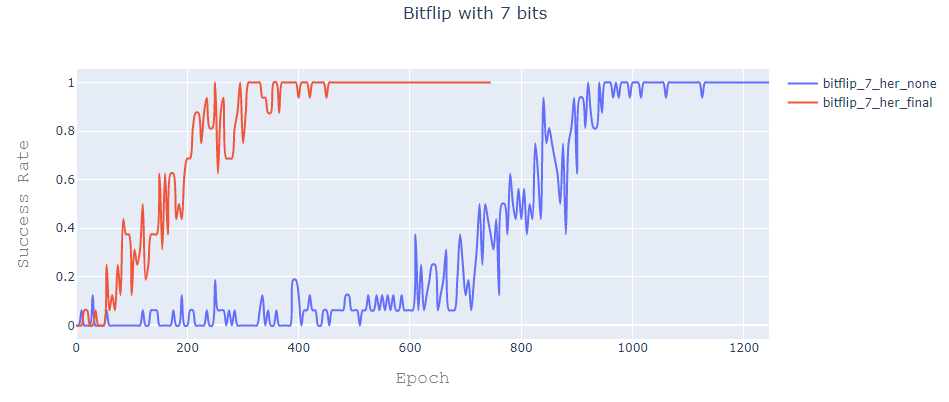 Bitflip with 7 bits
bitflip_7_her_none
bitflip_7_her_final
Success Rate
1
0.8
0.6
0.4
0.2
0
0 200 400 600 800 1000 1200
Epoch